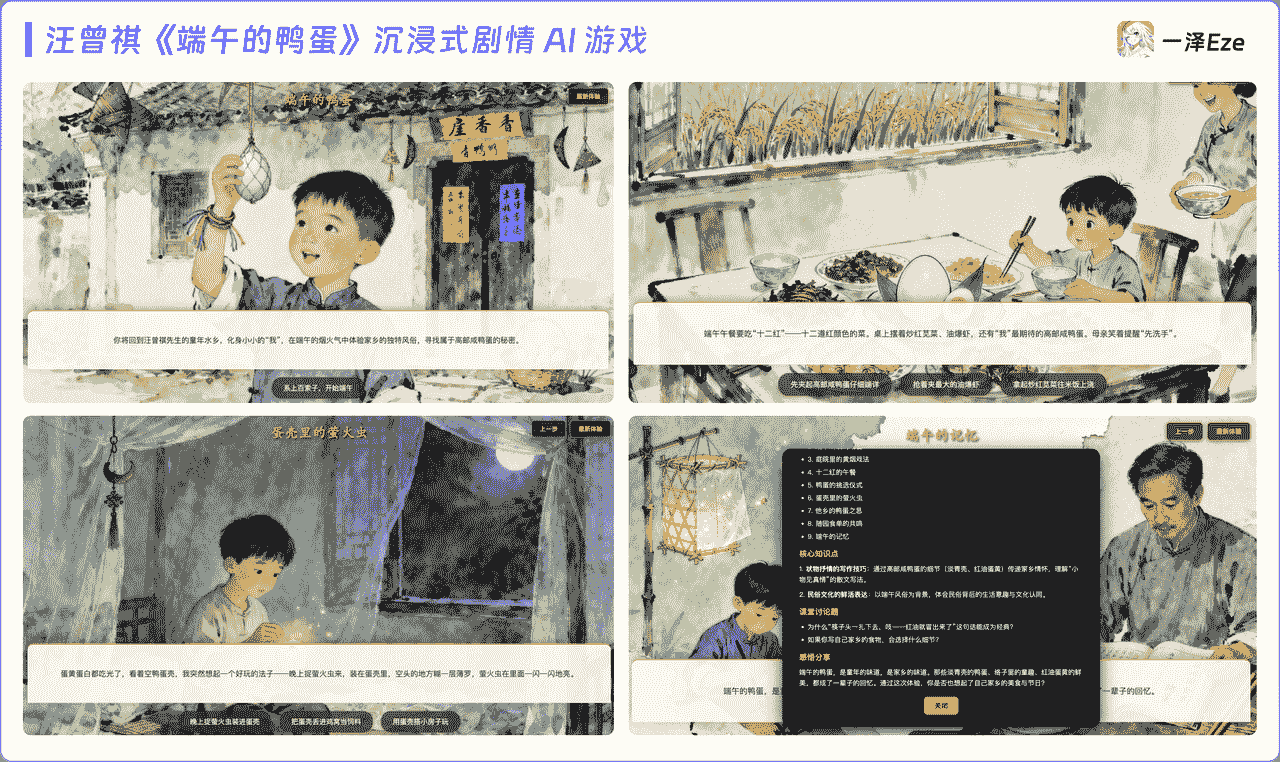 汪曾祺《端午的鸭蛋》沉浸式剧情 AI 游戏
一泽Eze
端午的鸭蛋
重新体验
你将回到汪曾祺先生的童年水乡，化身小小的“我”，在端午的烟火气中体验家乡的独特风俗，寻找属于高邮咸鸭蛋的秘密。
系上百索子，开始端午
端午午餐要吃“十二红”——十二道红颜色的菜。桌上摆着炒红苋菜、油爆虾，还有“我”最期待的高邮咸鸭蛋。母亲笑着提醒“先洗手”。
先夹起高邮咸鸭蛋仔细端详
抢着夹最大的油爆虾
拿起炒红苋菜往米饭上浇
蛋壳里的萤火虫
上一步
重新体验
蛋黄蛋白都吃光了，看着空鸭蛋壳，我突然想起一个好玩的法子——晚上捉萤火虫来，装在蛋壳里，空头的地方糊一层薄罗，萤火虫在里面一闪一闪地亮。
晚上捉萤火虫装进蛋壳
把蛋壳丢进鸡窝当饲料
用蛋壳搭小房子玩
端午的记忆
上一步
重新体验
3. 庭院里的黄烟戏法
4. 十二红的午餐
5. 鸭蛋的挑选仪式
6. 蛋壳里的萤火虫
7. 他乡的鸭蛋之思
8. 随园食单的共鸣
9. 端午的记忆
核心知识点
1. 状物抒情的写作技巧：通过高邮咸鸭蛋的细节（淡青壳、红油蛋黄）传递家乡情怀，理解“小
物见真情”的散文写法。
2. 民俗文化的鲜活表达：以端午风俗为背景，体会民俗背后的生活意趣与文化认同。
课堂讨论题
为什么“筷子头一扎下去，吱——红油就冒出来了”这句话能成为经典？
如果你写自己家乡的食物，会选择什么细节？
感悟分享
端午的鸭蛋，是童年的味道，是家乡的味道。那些淡青壳的鸭蛋、络子里的童趣、红油蛋黄的鲜
美，都成了一辈子的回忆。通过这次体验，你是否也想起了自己家乡的美食与节日？
关闭
端午的鸭蛋，是
一辈子的回忆。